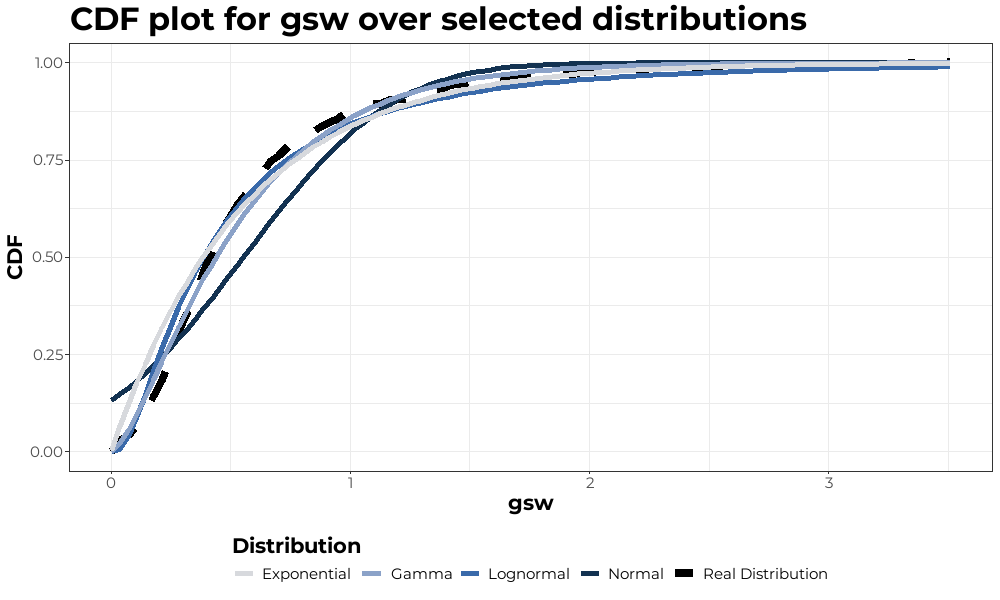 CDF plot for gsw over selected distributions
1.00
0.75
0.50
0.25
0.00
CDF
0 1 2 3
gsw
Distribution
Exponential Gamma Lognormal Normal Real Distribution